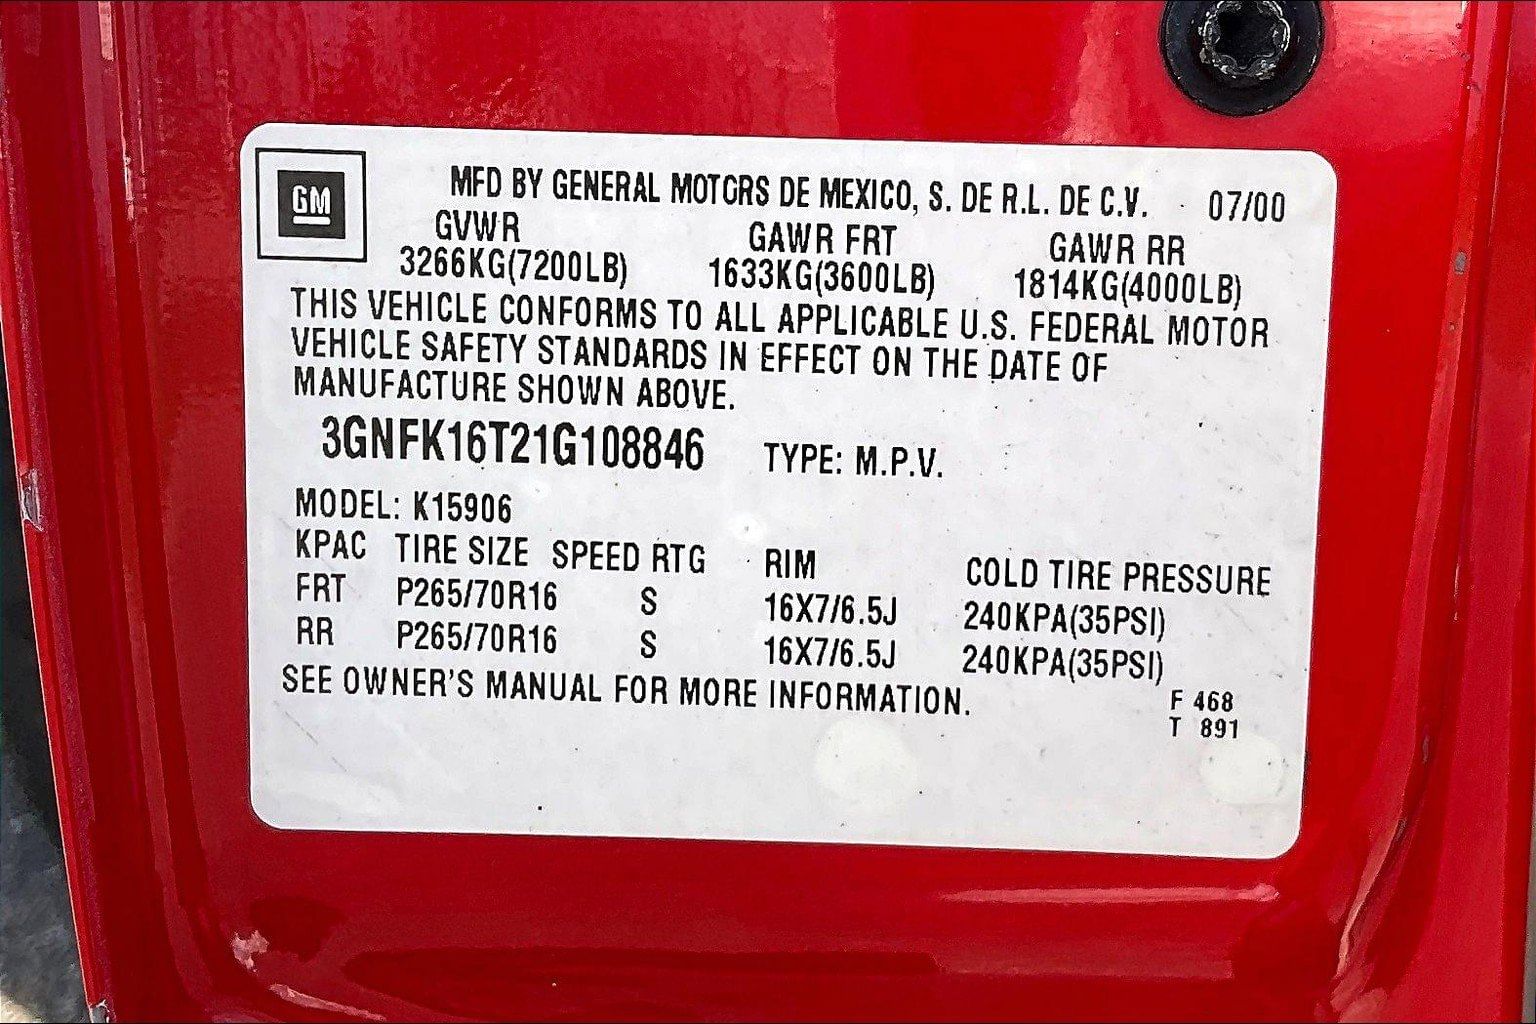 GM
MFD BY GENERAL MOTORS DE MEXICO, S. DE R.L. DE C.V. 07/00
GVWR GAWR FRT GAWR RR
3266KG(7200LB) 1633KG(3600LB) 1814KG(4000LB)
THIS VEHICLE CONFORMS TO ALL APPLICABLE U.S. FEDERAL MOTOR
VEHICLE SAFETY STANDARDS IN EFFECT ON THE DATE OF
MANUFACTURE SHOWN ABOVE.
3GNFK16T21G108846 TYPE: M.P.V.
MODEL: K15906
KPAC TIRE SIZE SPEED RTG RIM COLD TIRE PRESSURE
FRT P265/70R16 S 16X7/6.5J 240KPA(35PSI)
RR P265/70R16 S 16X7/6.5J 240KPA(35PSI)
SEE OWNER'S MANUAL FOR MORE INFORMATION.
F 468
T 891